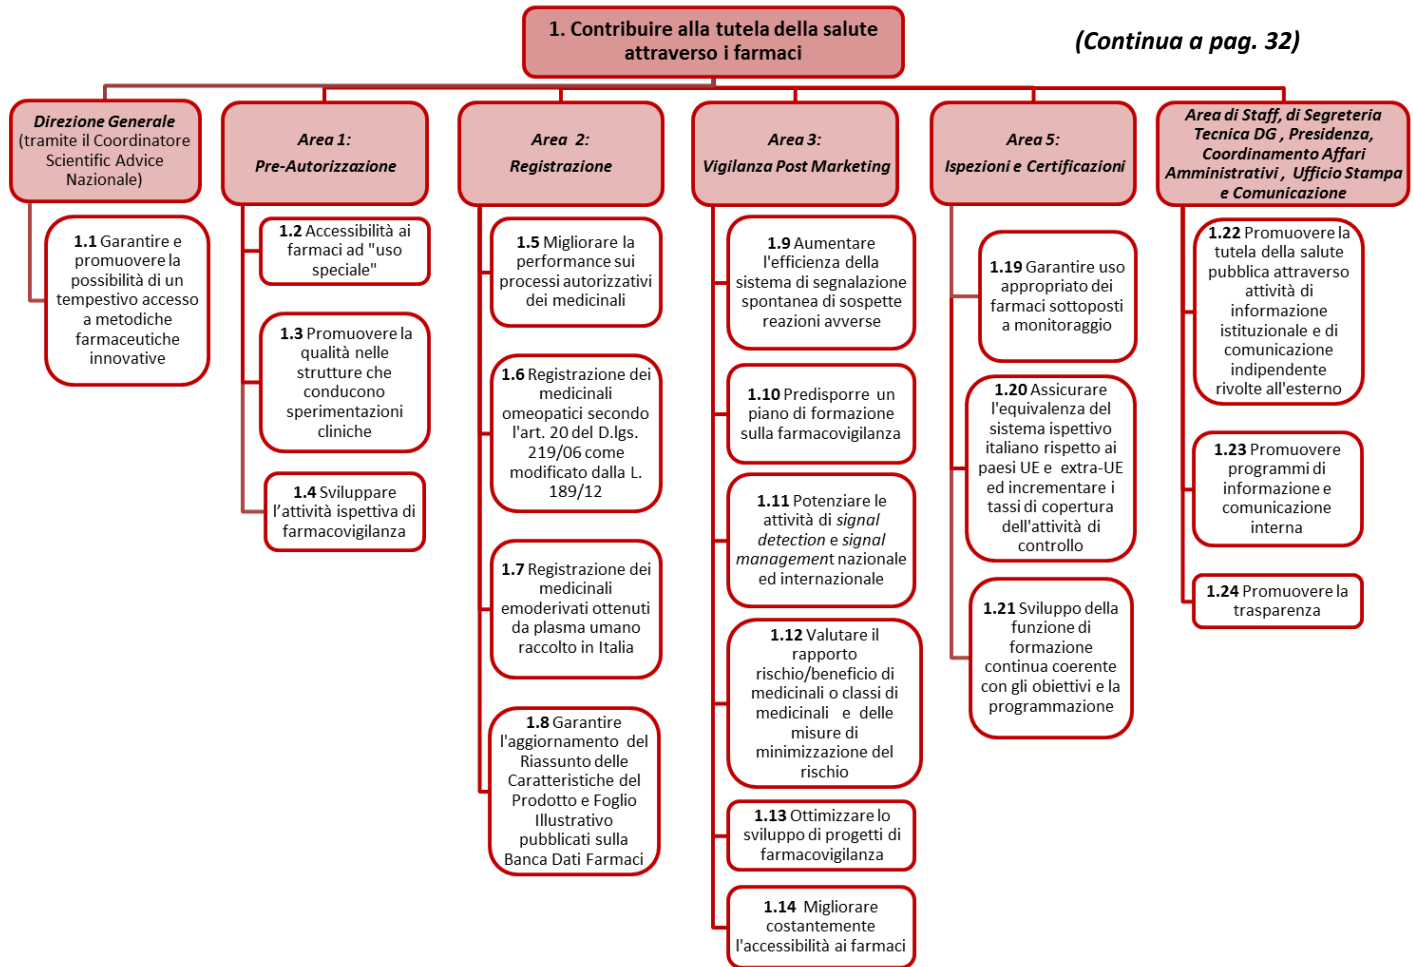 1. Contribuire alla tutela della salute
attraverso i farmaci
(Continua a pag. 32)
Direzione Generale
(tramite il Coordinatore
Scientific Advice
Nazionale)
1.1 Garantire e
promuovere la
possibilità di un
tempestivo accesso
a metodiche
farmaceutiche
innovative
Area 1:
Pre-Autorizzazione
1.2 Accessibilità ai
farmaci ad "uso
speciale"
1.3 Promuovere la
qualità nelle
strutture che
conducono
sperimentazioni
cliniche
1.4 Sviluppare
l’attività ispettiva di
farmacovigilanza
Area 2:
Registrazione
1.5 Migliorare la
performance sui
processi autorizzativi
dei medicinali
1.6 Registrazione dei
medicinali
omeopatici secondo
l'art. 20 del D.lgs.
219/06 come
modificato dalla L.
189/12
1.7 Registrazione dei
medicinali
emoderivati ottenuti
da plasma umano
raccolto in Italia
1.8 Garantire
l'aggiornamento del
Riassunto delle
Caratteristiche del
Prodotto e Foglio
Illustrativo
pubblicati sulla
Banca Dati Farmaci
Area 3:
Vigilanza Post Marketing
1.9 Aumentare
l'efficienza della
sistema di segnalazione
spontanea di sospette
reazioni avverse
1.10 Predisporre un
piano di formazione
sulla farmacovigilanza
1.11 Potenziare le
attività di signal
detection e signal
management nazionale
ed internazionale
1.12 Valutare il
rapporto
rischio/beneficio di
medicinali o classi di
medicinali e delle
misure di
minimizzazione del
rischio
1.13 Ottimizzare lo
sviluppo di progetti di
farmacovigilanza
1.14 Migliorare
costantemente
l'accessibilità ai farmaci
Area 5:
Ispezioni e Certificazioni
1.19 Garantire uso
appropriato dei
farmaci sottoposti
a monitoraggio
1.20 Assicurare
l'equivalenza del
sistema ispettivo
italiano rispetto ai
paesi UE e extra-UE
ed incrementare i
tassi di copertura
dell'attività di
controllo
1.21 Sviluppo della
funzione di
formazione
continua coerente
con gli obiettivi e la
programmazione
Area di Staff, di Segreteria
Tecnica DG , Presidenza,
Coordinamento Affari
Amministrativi , Ufficio Stampa
e Comunicazione
1.22 Promuovere la
tutela della salute
pubblica attraverso
attività di
informazione
istituzionale e di
comunicazione
indipendente
rivolte all'esterno
1.23 Promuovere
programmi di
informazione e
comunicazione
interna
1.24 Promuovere la
trasparenza